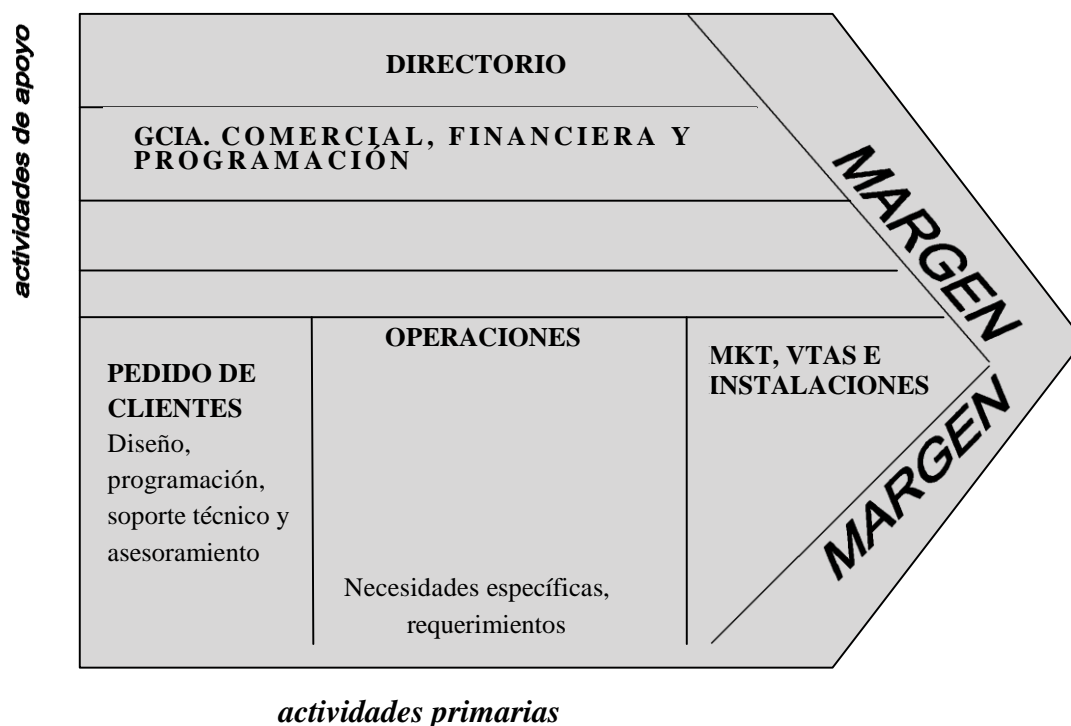 actividades de apoyo
DIRECTORIO
GCIA. COMERCIAL, FINANCIERA Y
PROGRAMACIÓN
MARGEN
OPERACIONES
PEDIDO DE
CLIENTES
Diseño,
programación,
soporte técnico y
asesoramiento
Necesidades específicas,
requerimientos
MKT, VTAS E
INSTALACIONES
MARGEN
actividades primarias